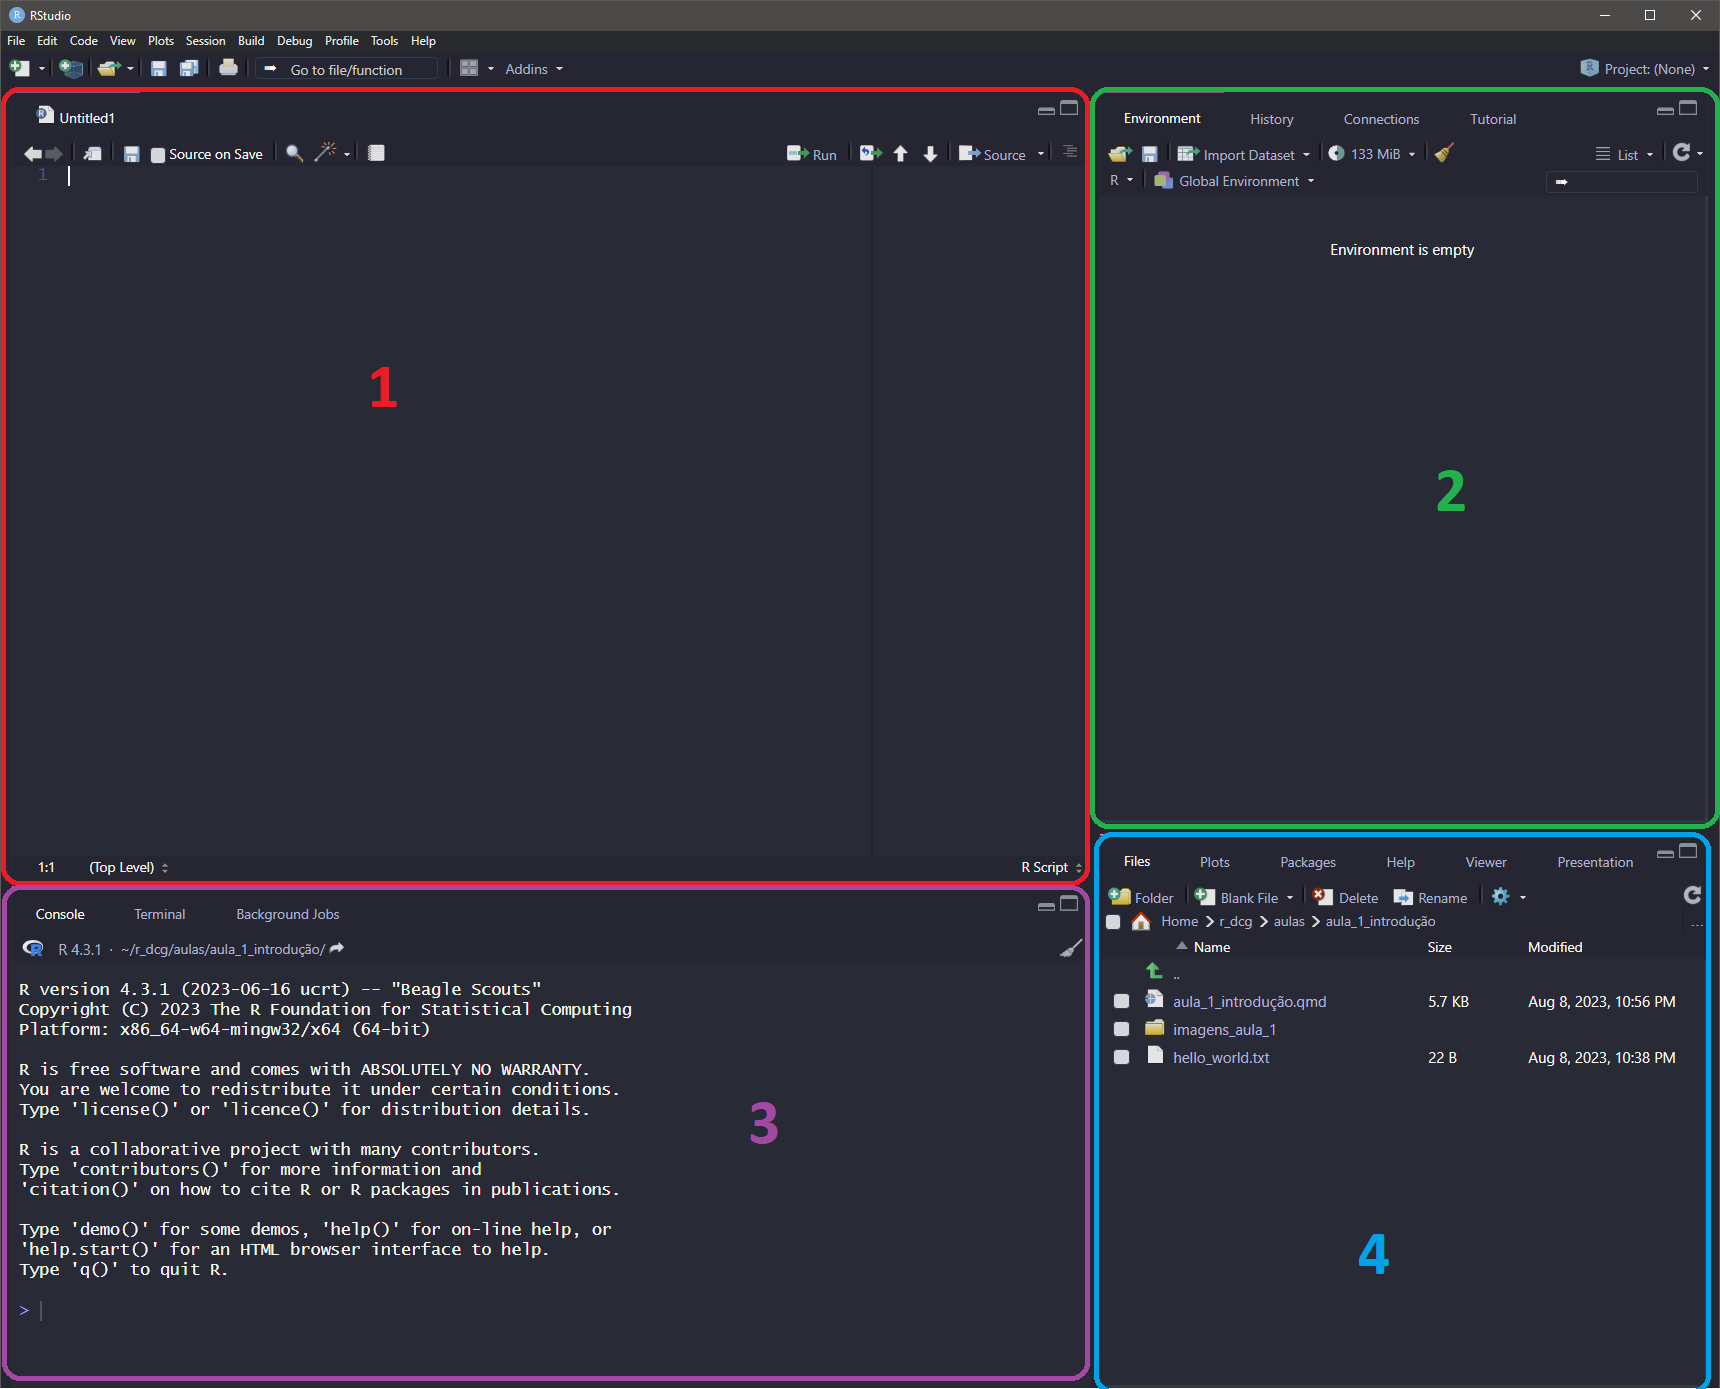 RStudio
File Edit Code View Plots Session Build Debug Profile Tools Help
Go to file/function Addins Project: (None)
Untitled1
Source on Save Run Source
1
1
1:1 (Top Level) R Script
Environment History Connections Tutorial
Import Dataset 133 MiB List
R Global Environment
Environment is empty
2
Console Terminal Background Jobs
R 4.3.1 · ~/r_dcg/aulas/aula_1_introdução/
R version 4.3.1 (2023-06-16 ucrt) -- "Beagle Scouts"
Copyright (C) 2023 The R Foundation for Statistical Computing
Platform: x86_64-w64-mingw32/x64 (64-bit)
R is free software and comes with ABSOLUTELY NO WARRANTY.
You are welcome to redistribute it under certain conditions.
Type 'license()' or 'licence()' for distribution details.
R is a collaborative project with many contributors.
Type 'contributors()' for more information and
'citation()' on how to cite R or R packages in publications.
Type 'demo()' for some demos, 'help()' for on-line help, or
'help.start()' for an HTML browser interface to help.
Type 'q()' to quit R.
>
3
Files Plots Packages Help Viewer Presentation
Folder Blank File Delete Rename
Home r_dcg aulas aula_1_introdução ...
Name Size Modified
..
aula_1_introdução.qmd 5.7 KB Aug 8, 2023, 10:56 PM
imagens_aula_1
hello_world.txt 22 B Aug 8, 2023, 10:38 PM
4